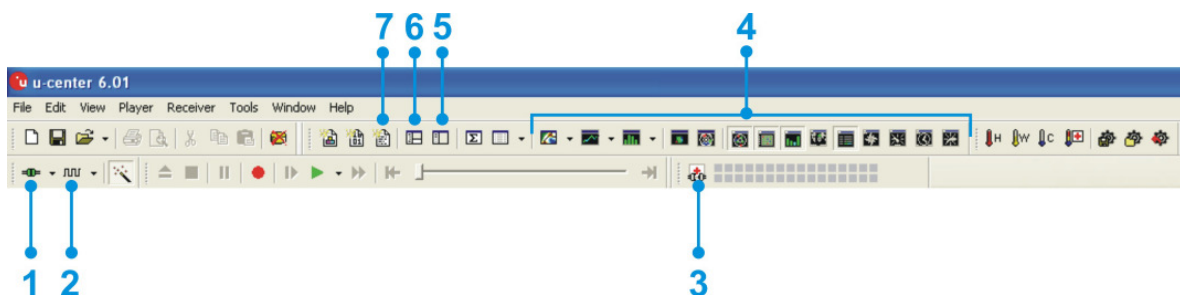 7 6 5 4
u u-center 6.01
File Edit View Player Receiver Tools Window Help
Σ H W C
1 2 3